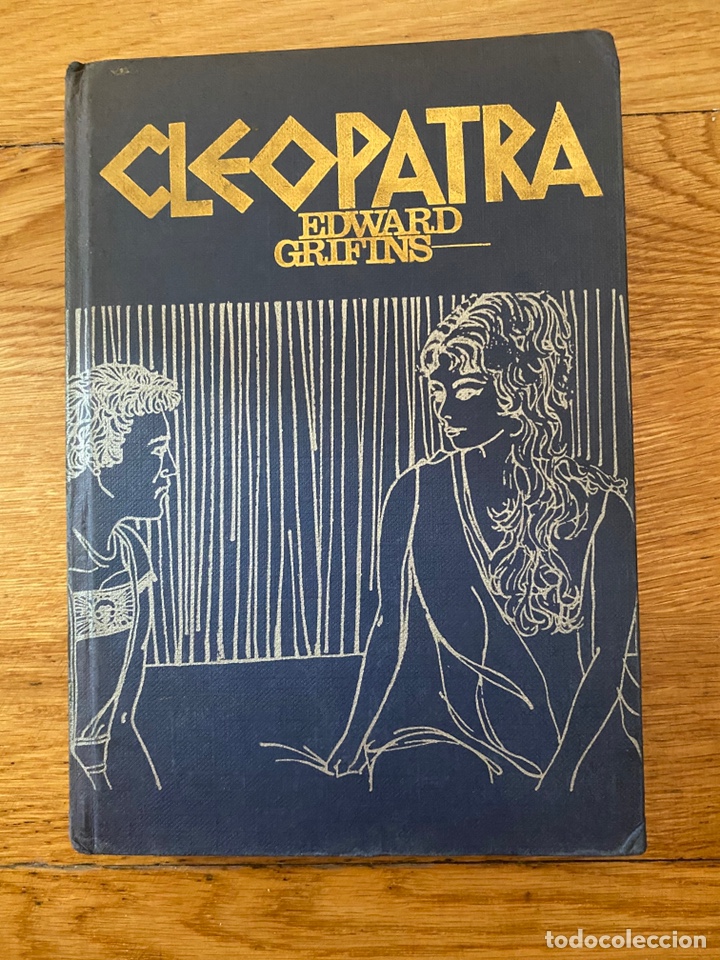 CLEOPATRA
EDWARD
GRIFINS
todocoleccion